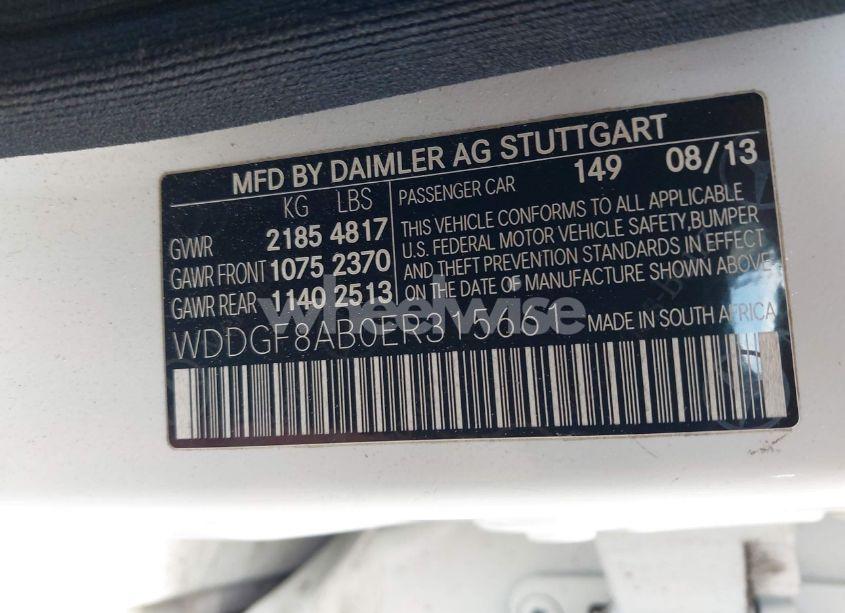 MFD BY DAIMLER AG STUTTGART
KG LBS
GVWR 2185 4817
GAWR FRONT 1075 2370
GAWR REAR 1140 2513
PASSENGER CAR 149 08/13
THIS VEHICLE CONFORMS TO ALL APPLICABLE
U.S. FEDERAL MOTOR VEHICLE SAFETY, BUMPER
AND THEFT PREVENTION STANDARDS IN EFFECT
ON THE DATE OF MANUFACTURE SHOWN ABOVE
wheelwise
WDDGF8AB0ER315661
MADE IN SOUTH AFRICA